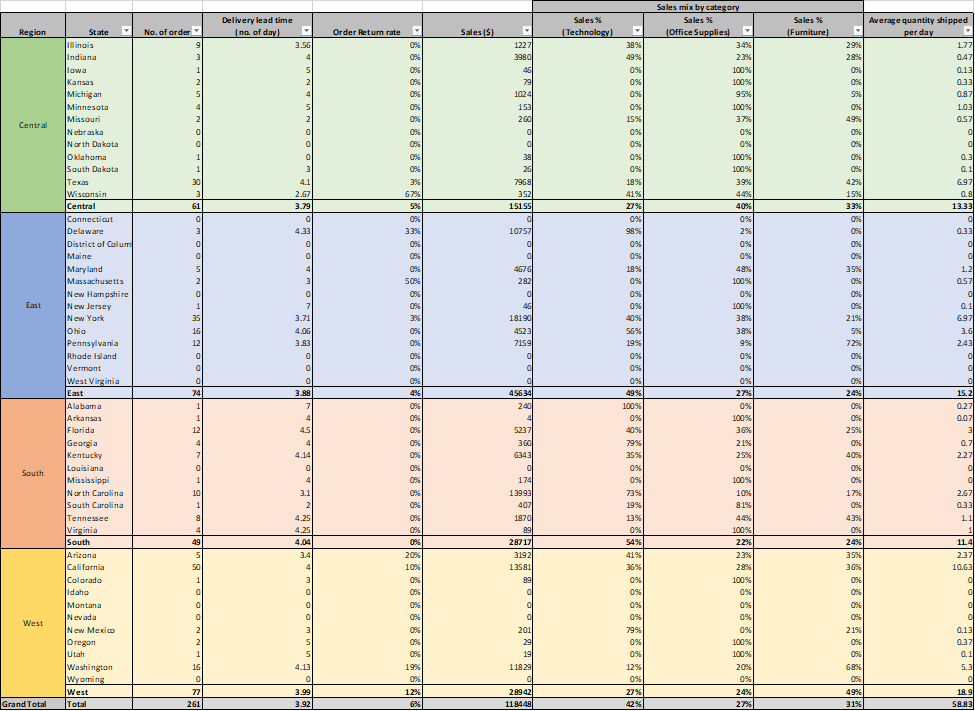 Sales mix by category
Region State No. of order Delivery lead time (no. of day) Order Return rate Sales ($) Sales % (Technology) Sales % (Office Supplies) Sales % (Furniture) Average quantity shipped per day
Central
Illinois 9 3.56 0% 1227 38% 34% 29% 1.77
Indiana 3 4 0% 3980 49% 23% 28% 0.47
Iowa 1 5 0% 46 0% 100% 0% 0.13
Kansas 2 2 0% 79 0% 100% 0% 0.33
Michigan 5 4 0% 1024 0% 95% 5% 0.87
Minnesota 4 5 0% 153 0% 100% 0% 1.03
Missouri 2 2 0% 260 15% 37% 49% 0.57
Nebraska 0 0 0% 0 0% 0% 0% 0
North Dakota 0 0 0% 0 0% 0% 0% 0
Oklahoma 1 0 0% 38 0% 100% 0% 0.3
South Dakota 1 3 0% 26 0% 100% 0% 0.1
Texas 30 4.1 3% 7968 18% 39% 42% 6.97
Wisconsin 3 2.67 67% 352 41% 44% 15% 0.8
Central 61 3.79 5% 15155 27% 40% 33% 13.33
East
Connecticut 0 0 0% 0 0% 0% 0% 0
Delaware 3 4.33 33% 10757 98% 2% 0% 0.33
District of Colum 0 0 0% 0 0% 0% 0% 0
Maine 0 0 0% 0 0% 0% 0% 0
Maryland 5 4 0% 4676 18% 48% 35% 1.2
Massachusetts 2 3 50% 282 0% 100% 0% 0.57
New Hampshire 0 0 0% 0 0% 0% 0% 0
New Jersey 1 7 0% 46 0% 100% 0% 0.1
New York 35 3.71 3% 18190 40% 38% 21% 6.97
Ohio 16 4.06 0% 4523 56% 38% 5% 3.6
Pennsylvania 12 3.83 0% 7159 19% 9% 72% 2.43
Rhode Island 0 0 0% 0 0% 0% 0% 0
Vermont 0 0 0% 0 0% 0% 0% 0
West Virginia 0 0 0% 0 0% 0% 0% 0
East 74 3.88 4% 45634 49% 27% 24% 15.2
South
Alabama 1 7 0% 240 100% 0% 0% 0.27
Arkansas 1 4 0% 4 0% 100% 0% 0.07
Florida 12 4.5 0% 5237 40% 36% 25% 3
Georgia 4 4 0% 360 79% 21% 0% 0.7
Kentucky 7 4.14 0% 6343 35% 25% 40% 2.27
Louisiana 0 0 0% 0 0% 0% 0% 0
Mississippi 1 4 0% 174 0% 100% 0% 0.1
North Carolina 10 3.1 0% 13993 73% 10% 17% 2.67
South Carolina 1 2 0% 407 19% 81% 0% 0.33
Tennessee 8 4.25 0% 1870 13% 44% 43% 1.1
Virginia 4 4.25 0% 89 0% 100% 0% 1
South 49 4.04 0% 28717 54% 22% 24% 11.4
West
Arizona 5 3.4 20% 3192 41% 23% 35% 2.37
California 50 4 10% 13581 36% 28% 36% 10.63
Colorado 1 3 0% 89 0% 100% 0% 0
Idaho 0 0 0% 0 0% 0% 0% 0
Montana 0 0 0% 0 0% 0% 0% 0
Nevada 0 0 0% 0 0% 0% 0% 0
New Mexico 2 3 0% 201 79% 0% 21% 0.13
Oregon 2 5 0% 29 0% 100% 0% 0.37
Utah 1 5 0% 19 0% 100% 0% 0.1
Washington 16 4.13 19% 11829 12% 20% 68% 5.3
Wyoming 0 0 0% 0 0% 0% 0% 0
West 77 3.99 12% 28942 27% 24% 49% 18.9
Grand Total Total 261 3.92 6% 118448 42% 27% 31% 58.83